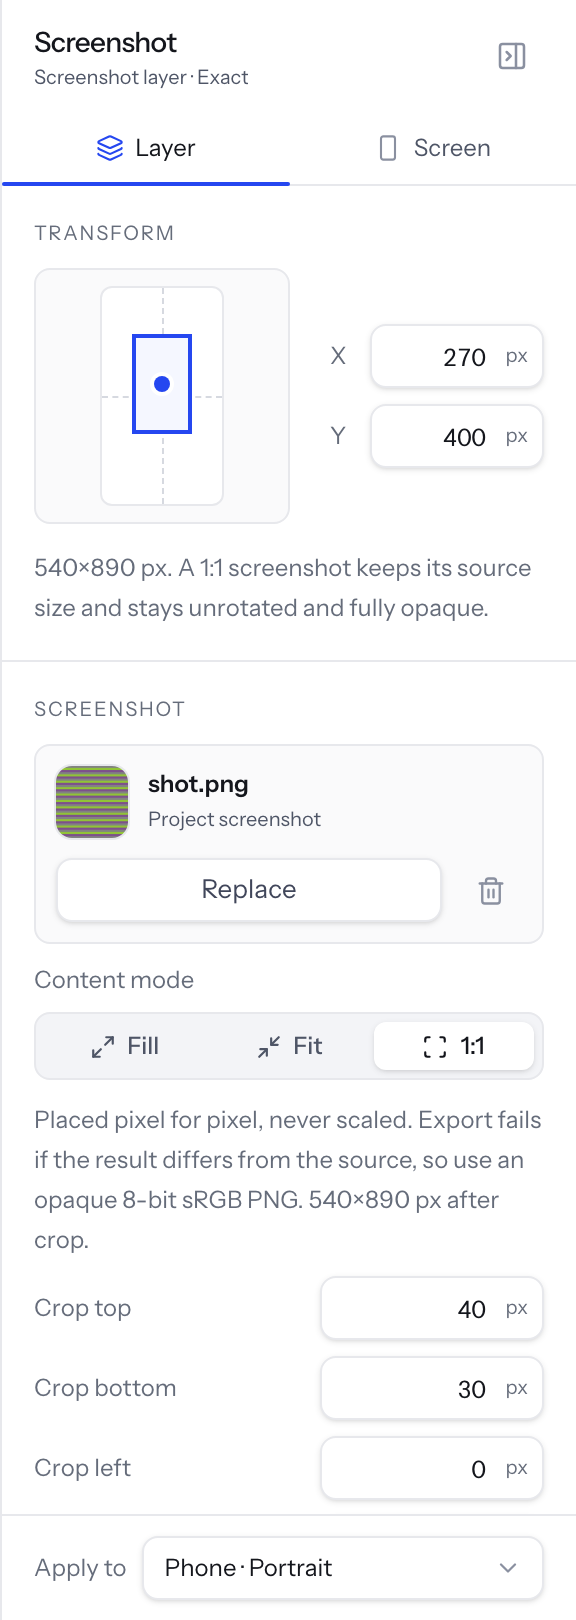 Screenshot
Screenshot layer · Exact
Layer
Screen
TRANSFORM
X 270 px
Y 400 px
540×890 px. A 1:1 screenshot keeps its source
size and stays unrotated and fully opaque.
SCREENSHOT
shot.png
Project screenshot
Replace
Content mode
Fill
Fit
1:1
Placed pixel for pixel, never scaled. Export fails
if the result differs from the source, so use an
opaque 8-bit sRGB PNG. 540×890 px after
crop.
Crop top 40 px
Crop bottom 30 px
Crop left 0 px
Apply to Phone · Portrait